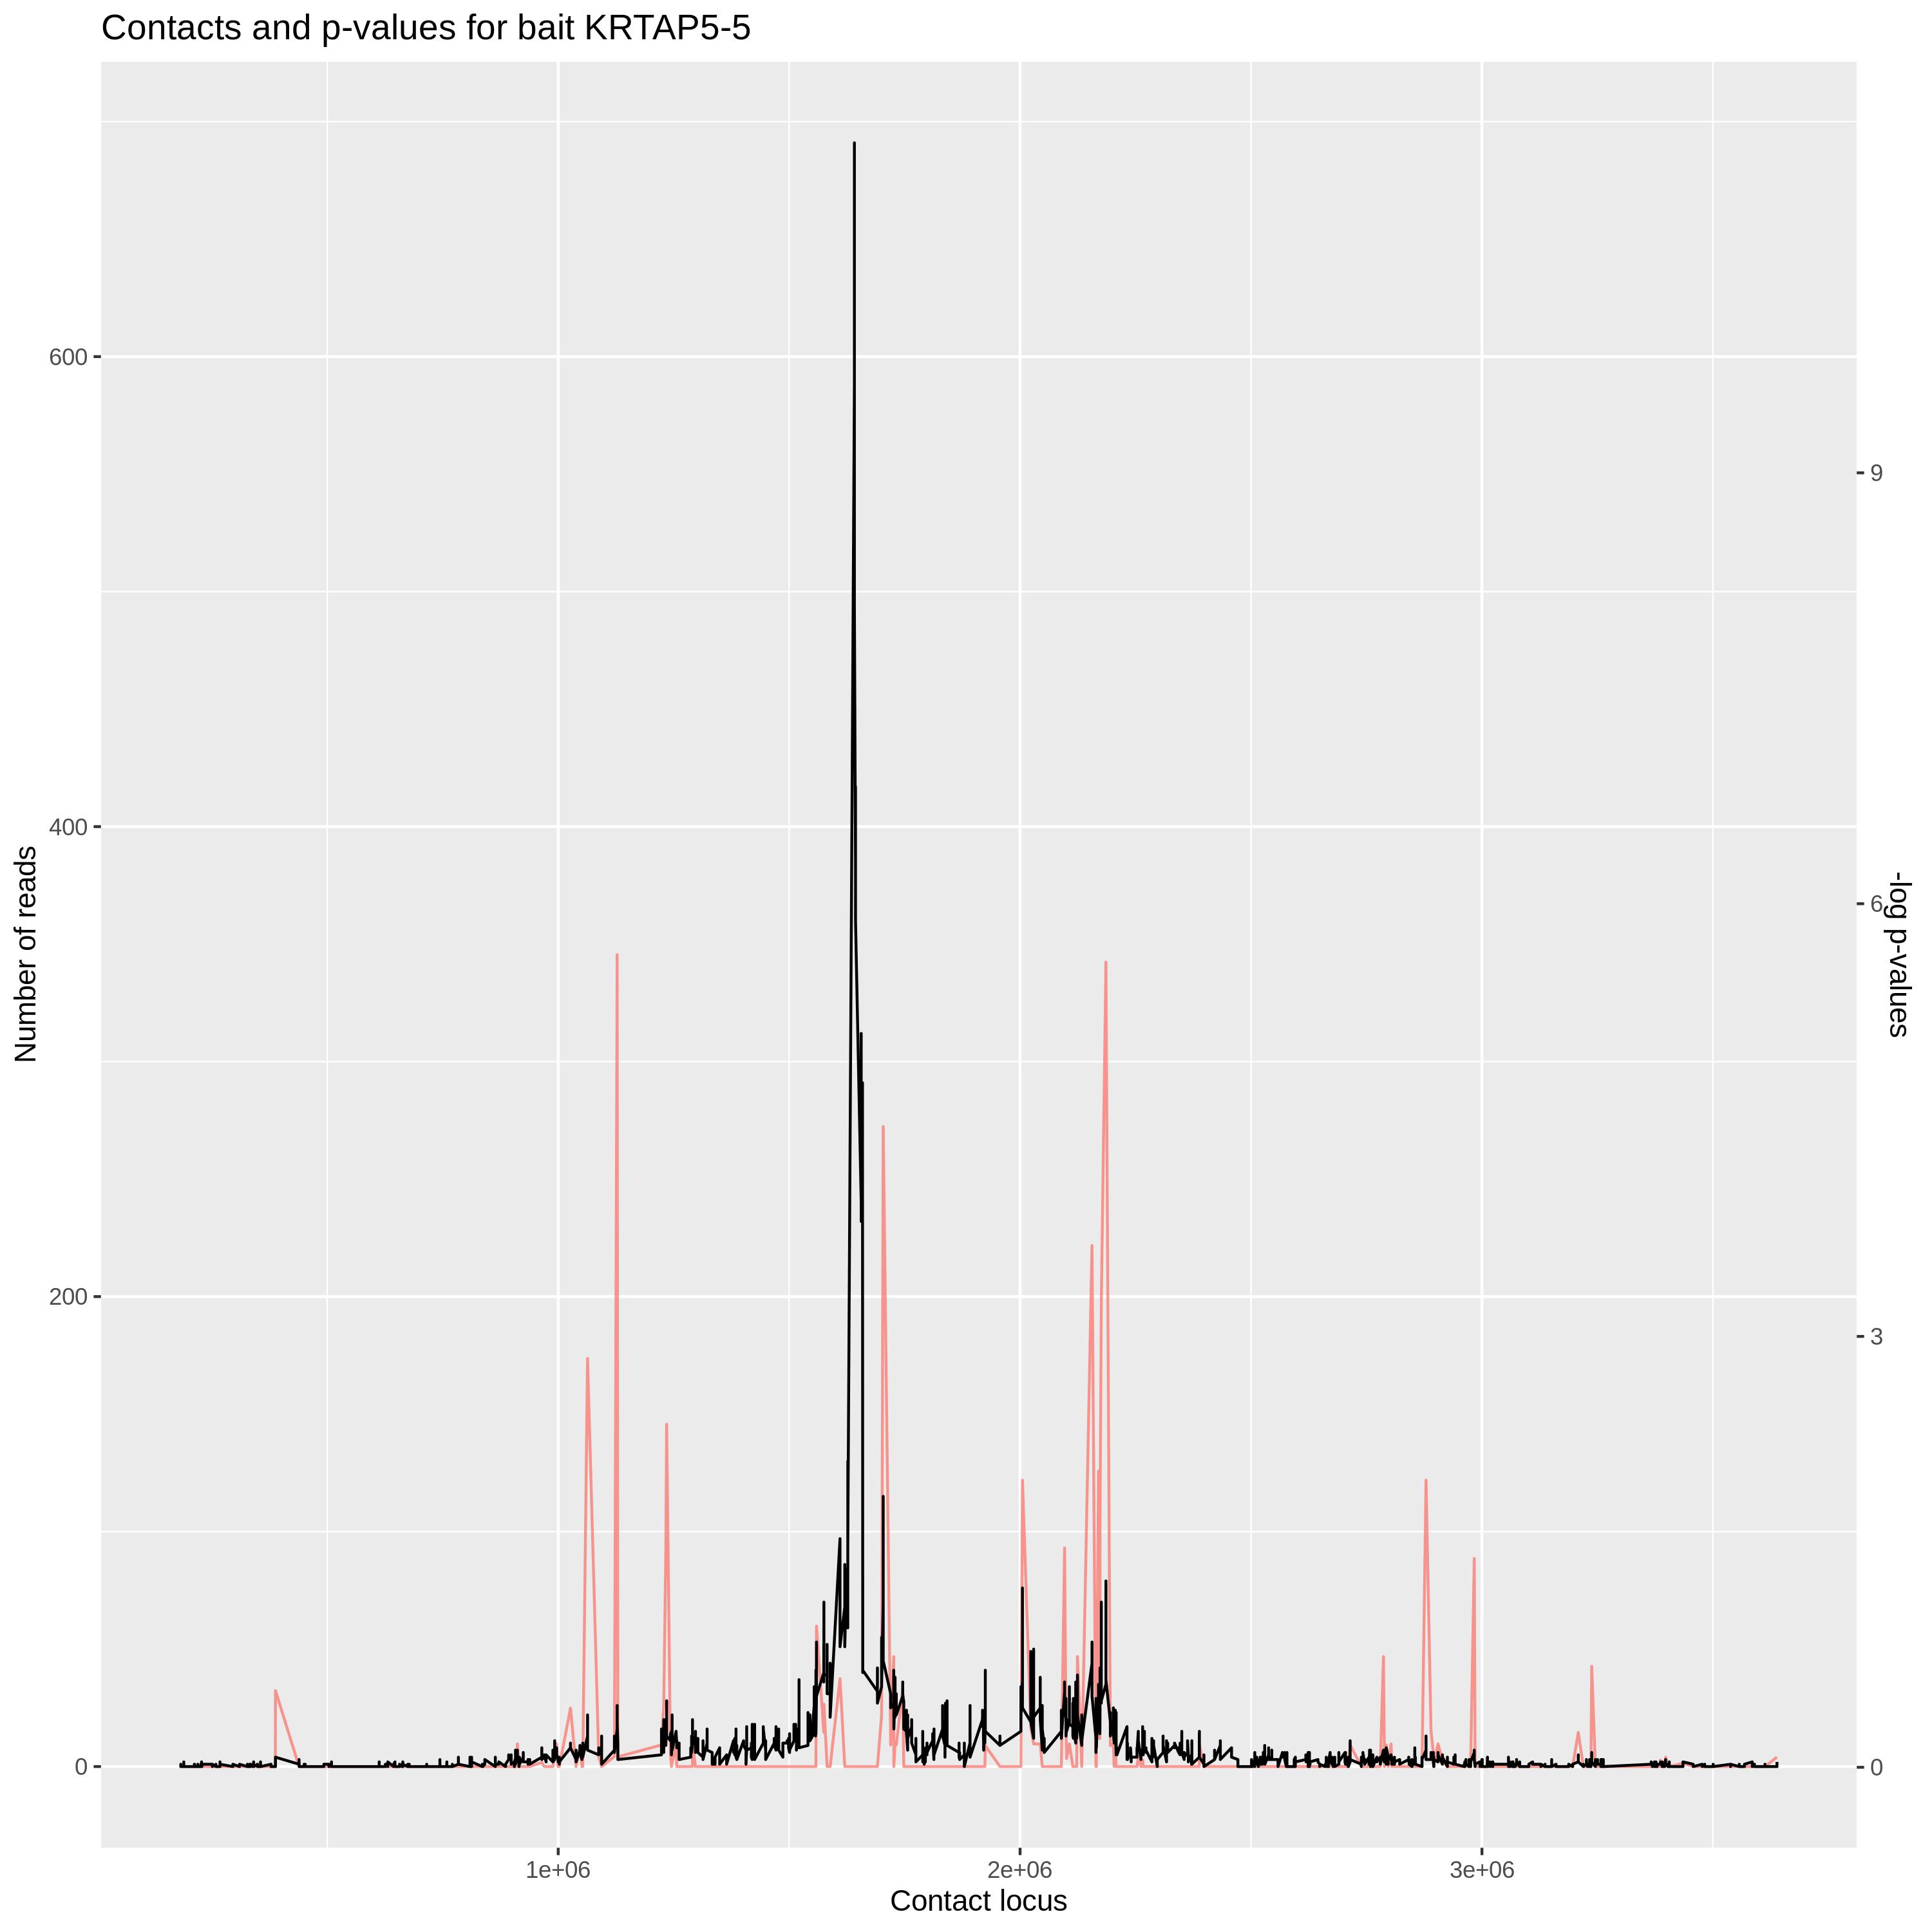 Contacts and p-values for bait KRTAP5-5
600
400
200
0
Number of reads
9
6
3
0
-log p-values
1e+06
2e+06
3e+06
Contact locus